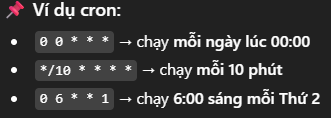 📌 Ví dụ cron:
• 0 0 * * * → chạy mỗi ngày lúc 00:00
• */10 * * * * → chạy mỗi 10 phút
• 0 6 * * 1 → chạy 6:00 sáng mỗi Thứ 2